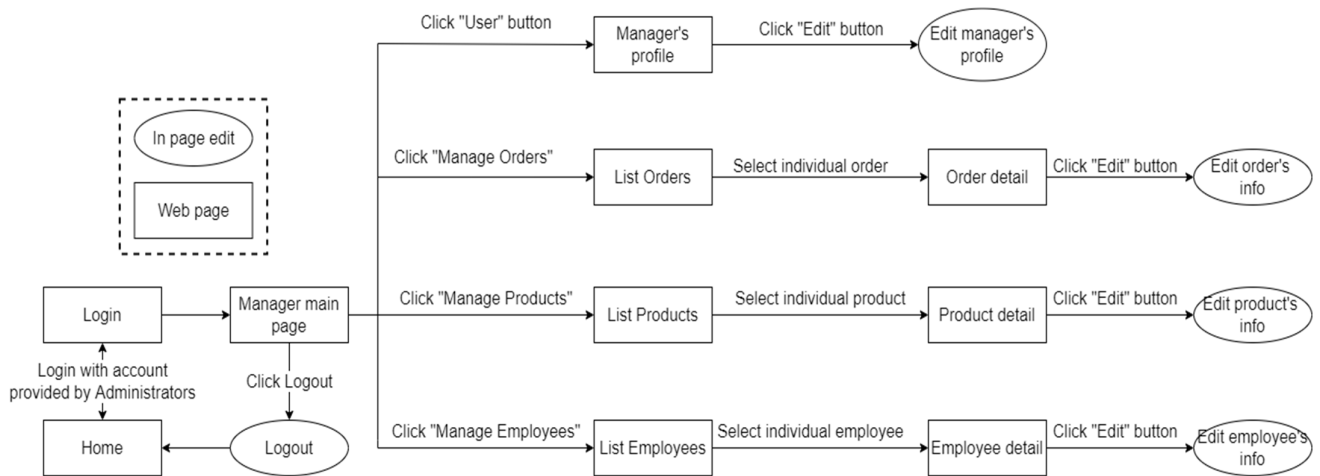 Click "User" button
Manager's
profile
Click "Edit" button
Edit manager's
profile
In page edit
Web page
Click "Manage Orders"
List Orders
Select individual order
Order detail
Click "Edit" button
Edit order's
info
Login
Manager main
page
Click "Manage Products"
List Products
Select individual product
Product detail
Click "Edit" button
Edit product's
info
Login with account
provided by Administrators
Click Logout
Home
Logout
Click "Manage Employees"
List Employees
Select individual employee
Employee detail
Click "Edit" button
Edit employee's
info